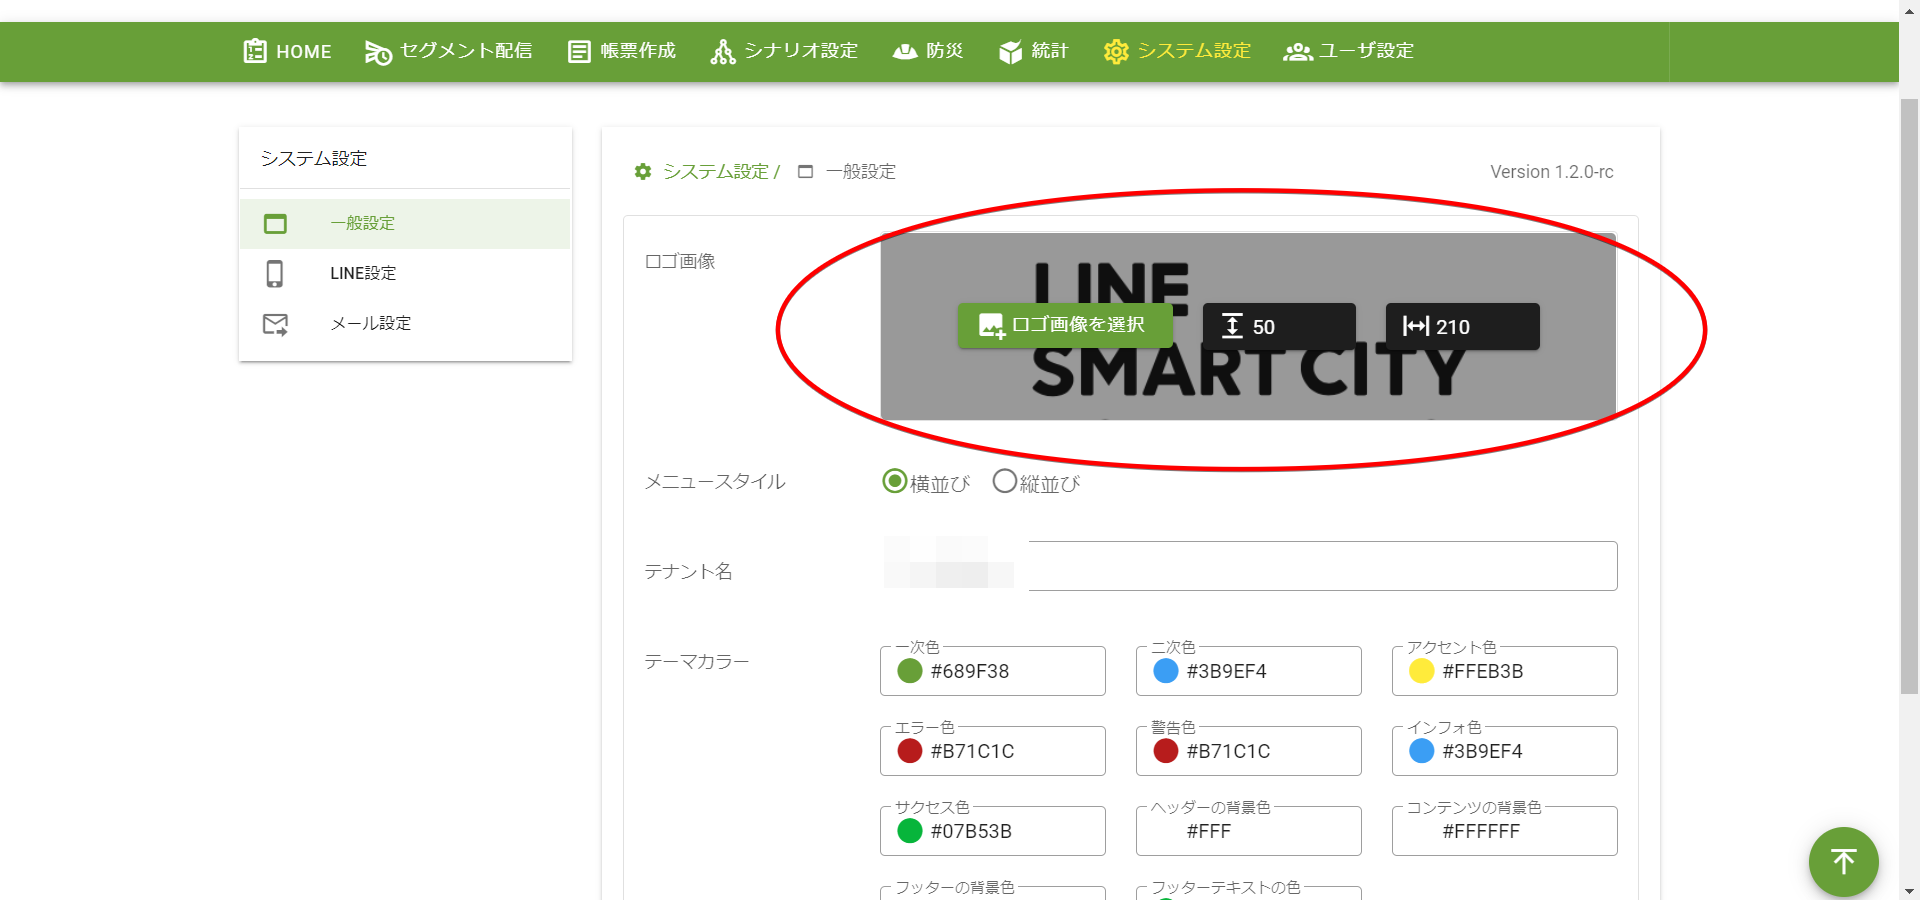 HOME セグメント配信 帳票作成 シナリオ設定 防災 統計 システム設定 ユーザ設定
システム設定
一般設定
LINE設定
メール設定
システム設定 / 一般設定
Version 1.2.0-rc
ロゴ画像
LINE
SMART CITY
ロゴ画像を選択
50
210
メニュースタイル
横並び 縦並び
テナント名
テーマカラー
一次色
#689F38
二次色
#3B9EF4
アクセント色
#FFEB3B
エラー色
#B71C1C
警告色
#B71C1C
インフォ色
#3B9EF4
サクセス色
#07B53B
ヘッダーの背景色
#FFF
コンテンツの背景色
#FFFFFF
フッターの背景色
フッターテキストの色